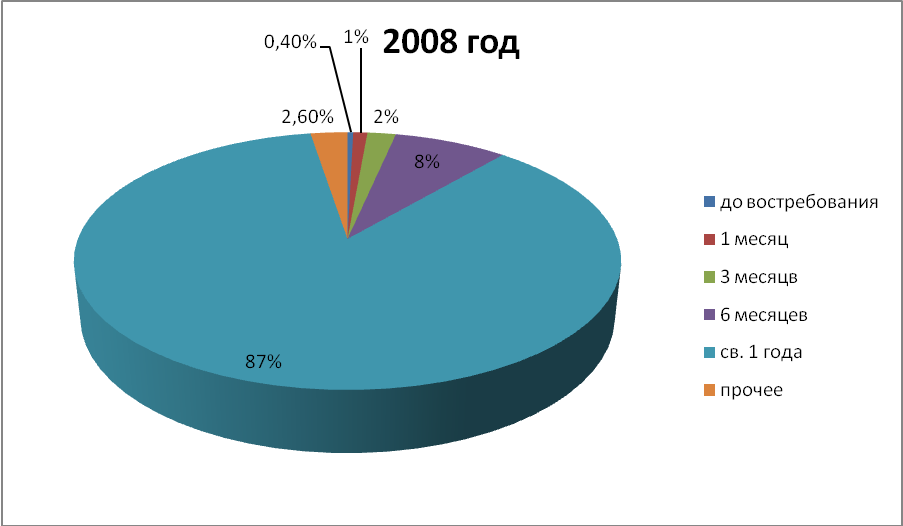 2008 год
0,40%
1%
2,60%
2%
8%
87%
до востребования
1 месяц
3 месяцв
6 месяцев
св. 1 года
прочее